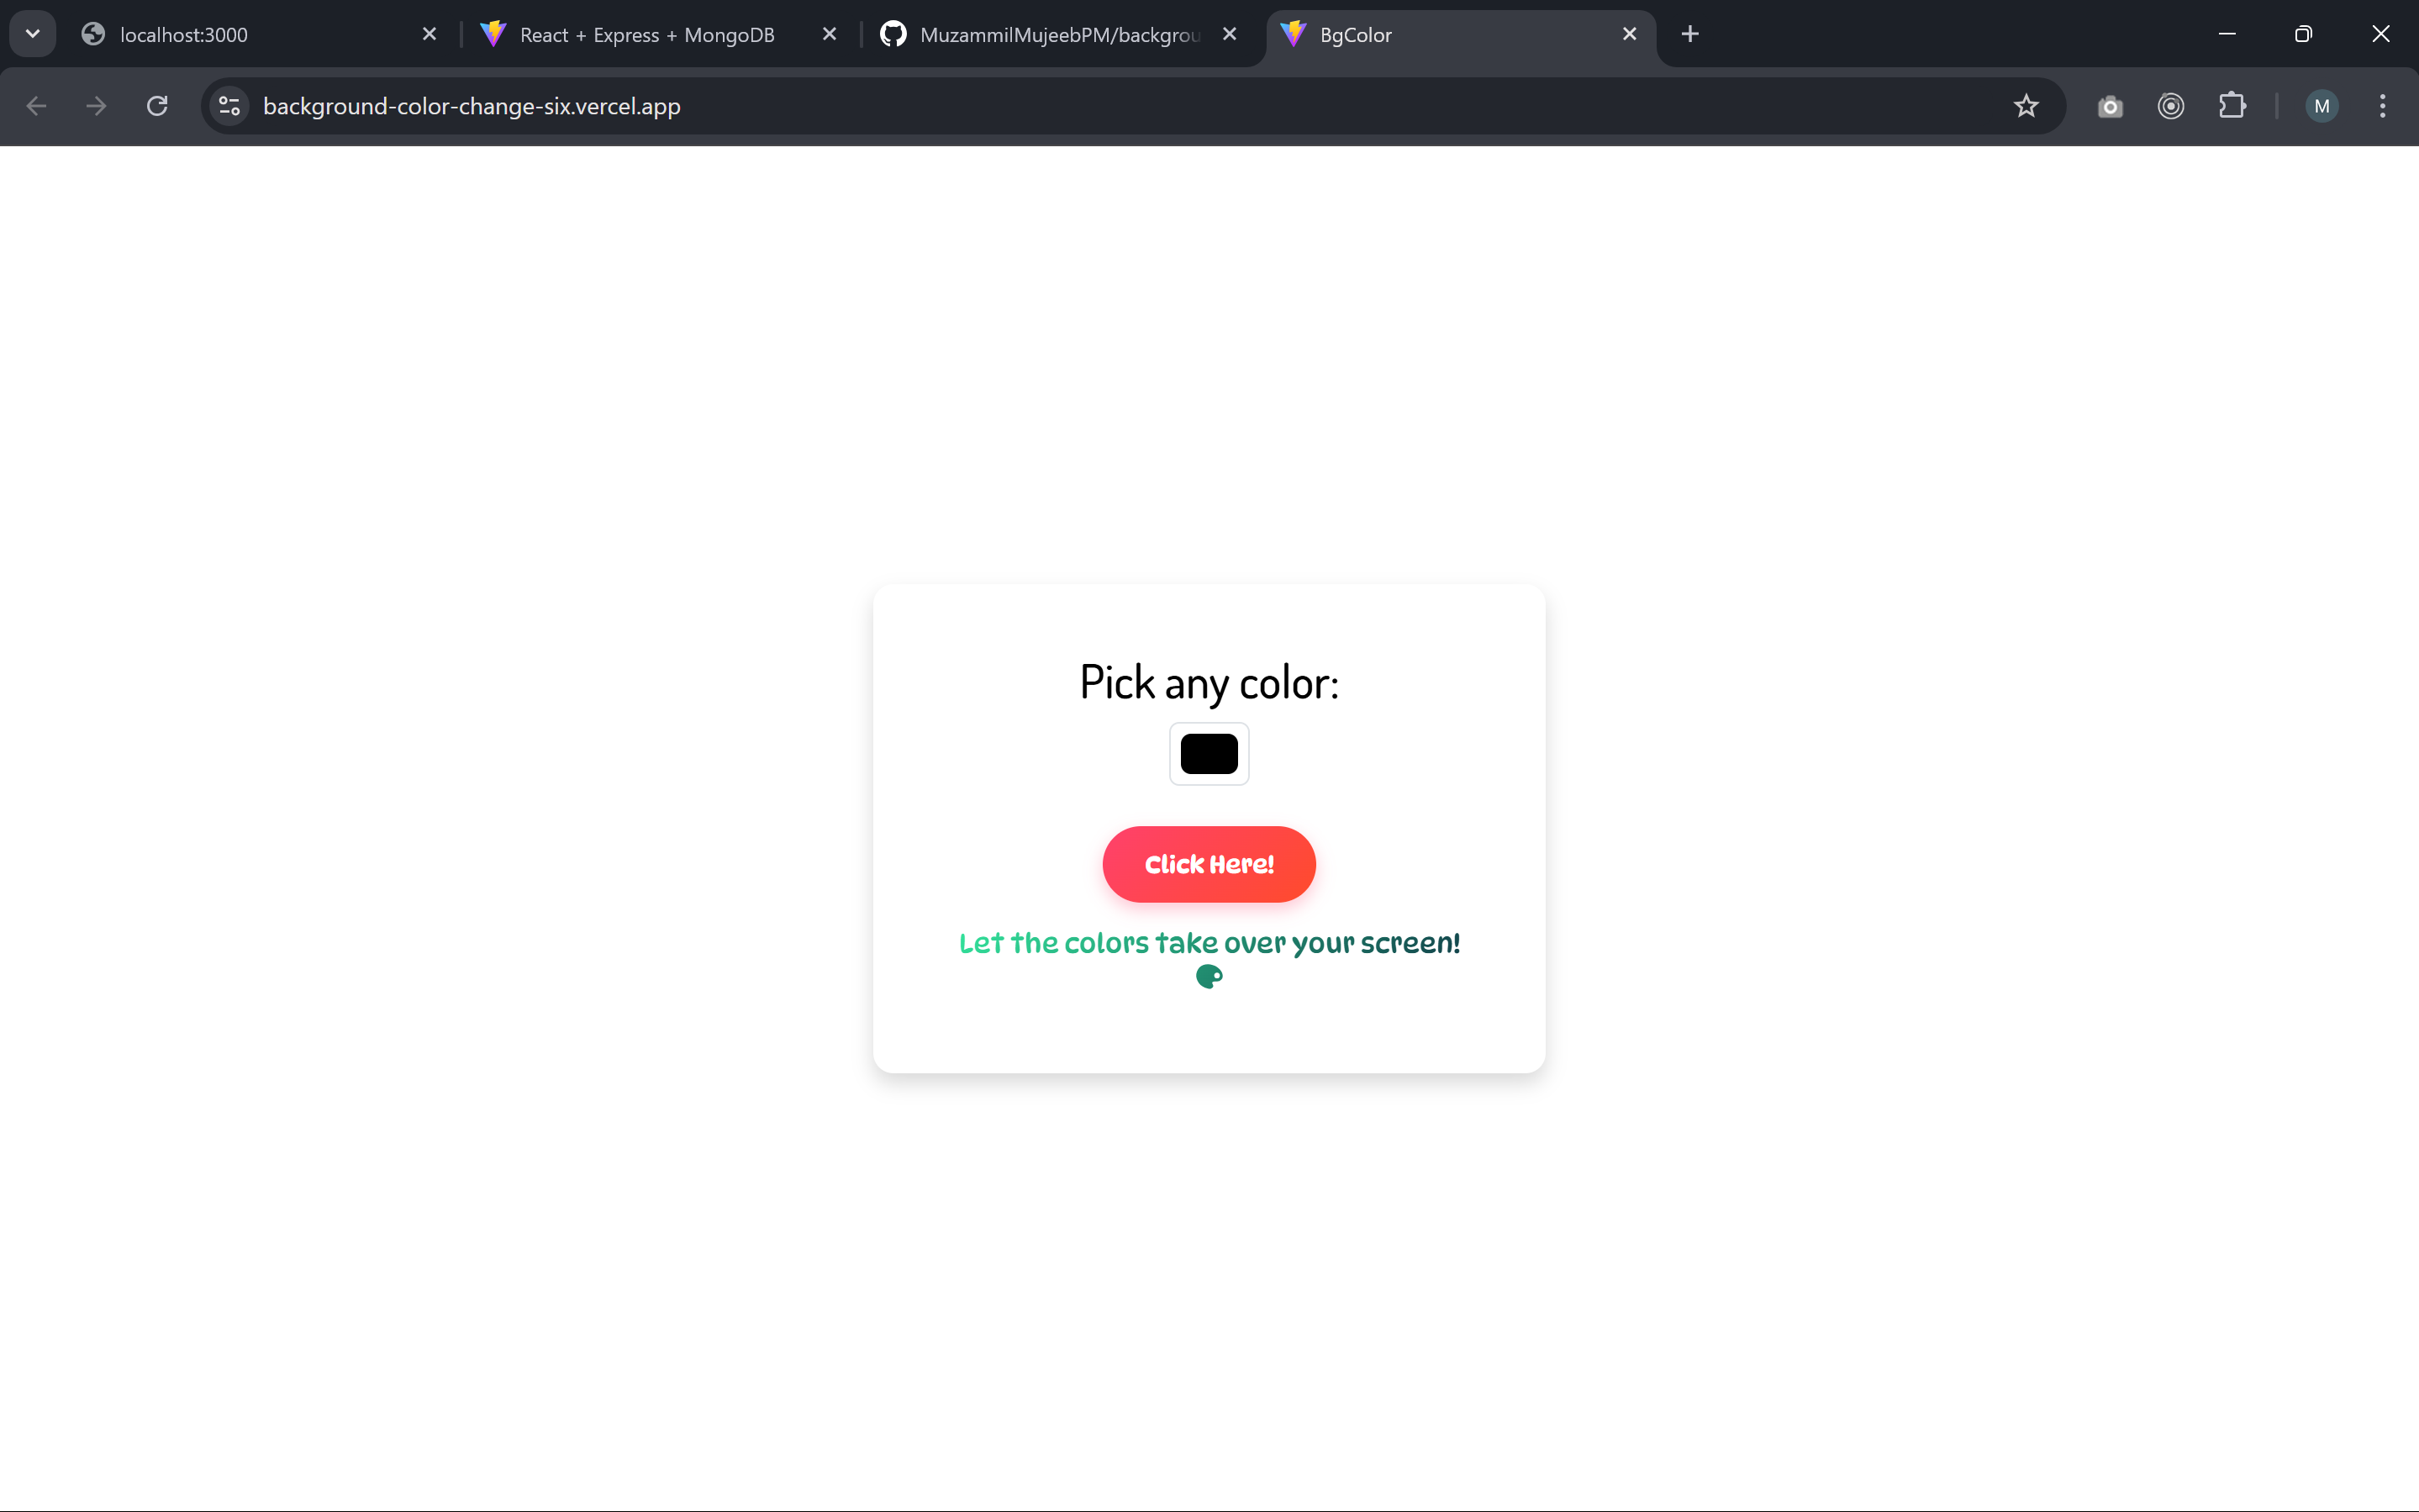 localhost:3000
React + Express + MongoDB
MuzammilMujeebPM/backgrou
BgColor
background-color-change-six.vercel.app
M
Pick any color:
Click Here!
Let the colors take over your screen!